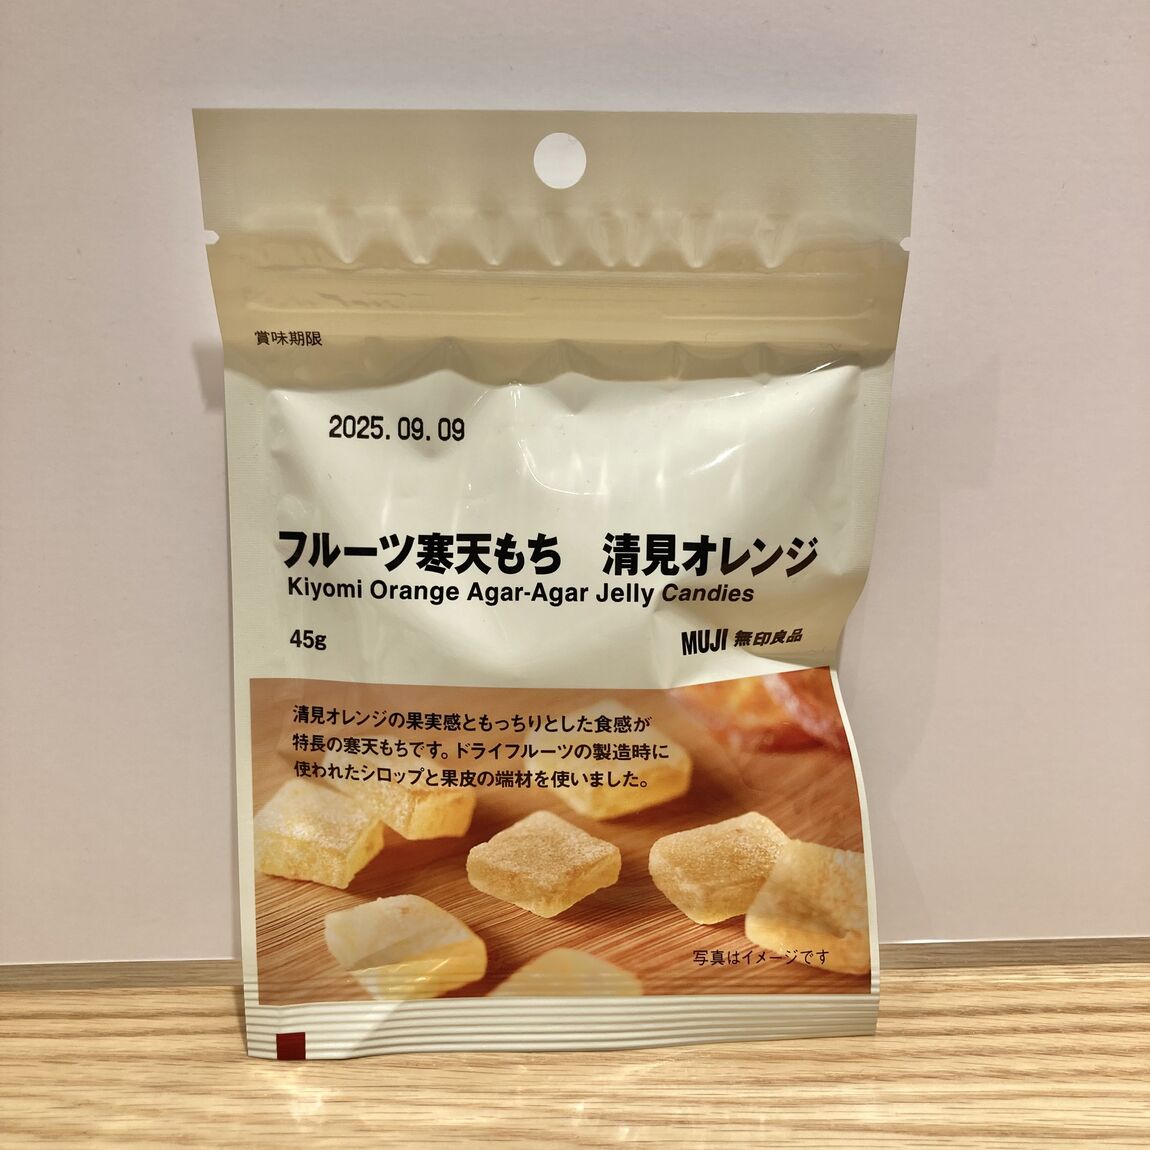 賞味期限
2025.09.09
フルーツ寒天もち 清見オレンジ
Kiyomi Orange Agar-Agar Jelly Candies
45g
MUJI 無印良品
清見オレンジの果実感ともっちりとした食感が
特長の寒天もちです。ドライフルーツの製造時に
使われたシロップと果皮の端材を使いました。
写真はイメージです